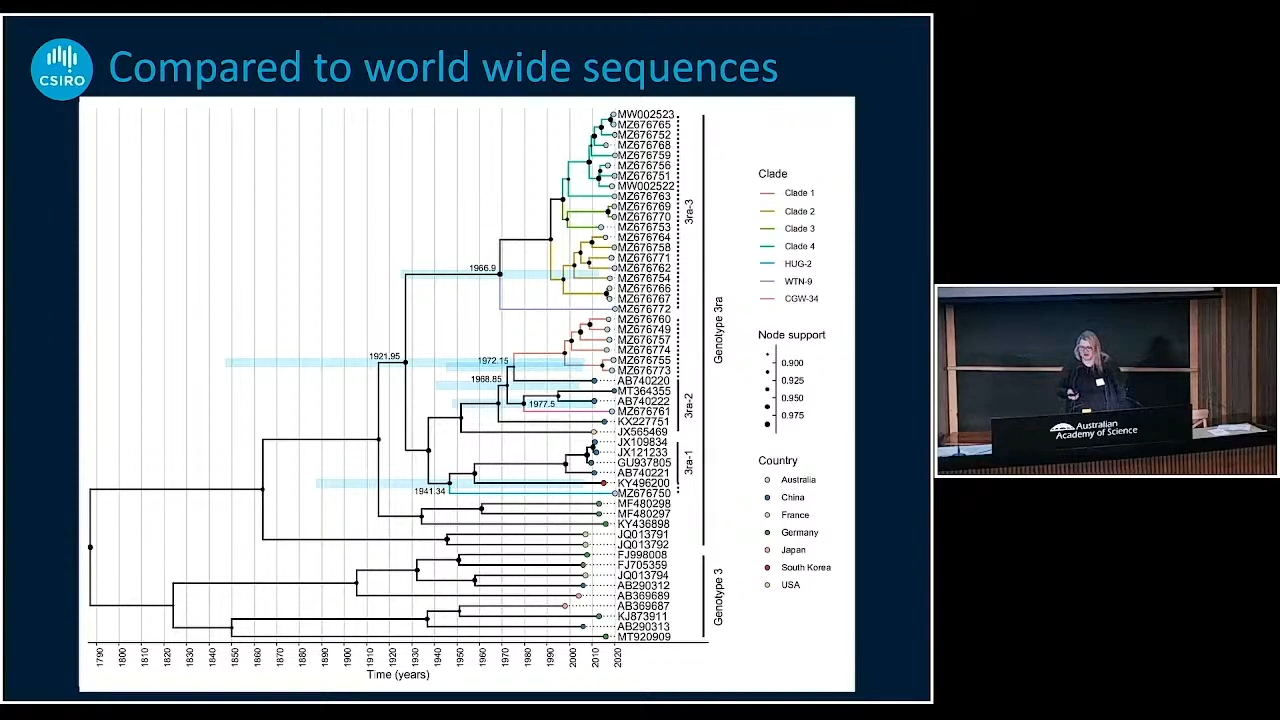 CSIRO
Compared to world wide sequences
MW002523
MZ676765
MZ676752
MZ676768
MZ676759
MZ676756
MZ676751
MW002522
MZ676763
MZ676769
MZ676770
MZ676753
MZ676764
MZ676758
MZ676771
MZ676762
MZ676754
MZ676766
MZ676767
MZ676772
MZ676760
MZ676749
MZ676757
MZ676774
MZ676755
MZ676773
AB740220
MT364355
AB740222
MZ676761
KX227751
JX565469
JX109834
JX121233
GU937805
AB740221
KY496200
MZ676750
MF480298
MF480297
KY436898
JQ013791
JQ013792
FJ998008
FJ705359
JQ013794
AB290312
AB369689
AB369687
KJ873911
AB290313
MT920909
1966.9
1921.95
1972.15
1968.85
1977.5
1941.34
3ra-3
3ra-2
3ra-1
Genotype 3ra
Genotype 3
Clade
Clade 1
Clade 2
Clade 3
Clade 4
HUG-2
WTN-9
CGW-34
Node support
0.900
0.925
0.950
0.975
Country
Australia
China
France
Germany
Japan
South Korea
USA
1790 1800 1810 1820 1830 1840 1850 1860 1870 1880 1890 1900 1910 1920 1930 1940 1950 1960 1970 1980 1990 2000 2010 2020
Time (years)
Australian
Academy of Science